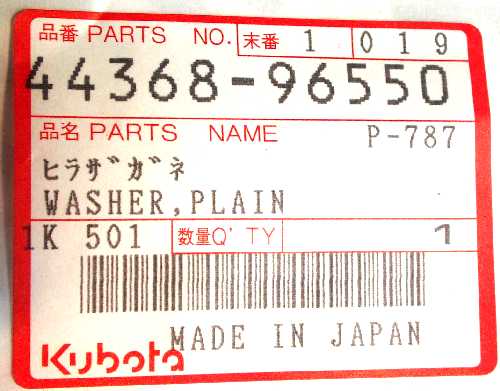 品番 PARTS NO. 末番 1 019
44368-96550
品名 PARTS NAME P-787
ﾋﾗｻﾞｶﾞﾈ
WASHER,PLAIN
1K 501 数量Q'TY 1
MADE IN JAPAN
Kubota